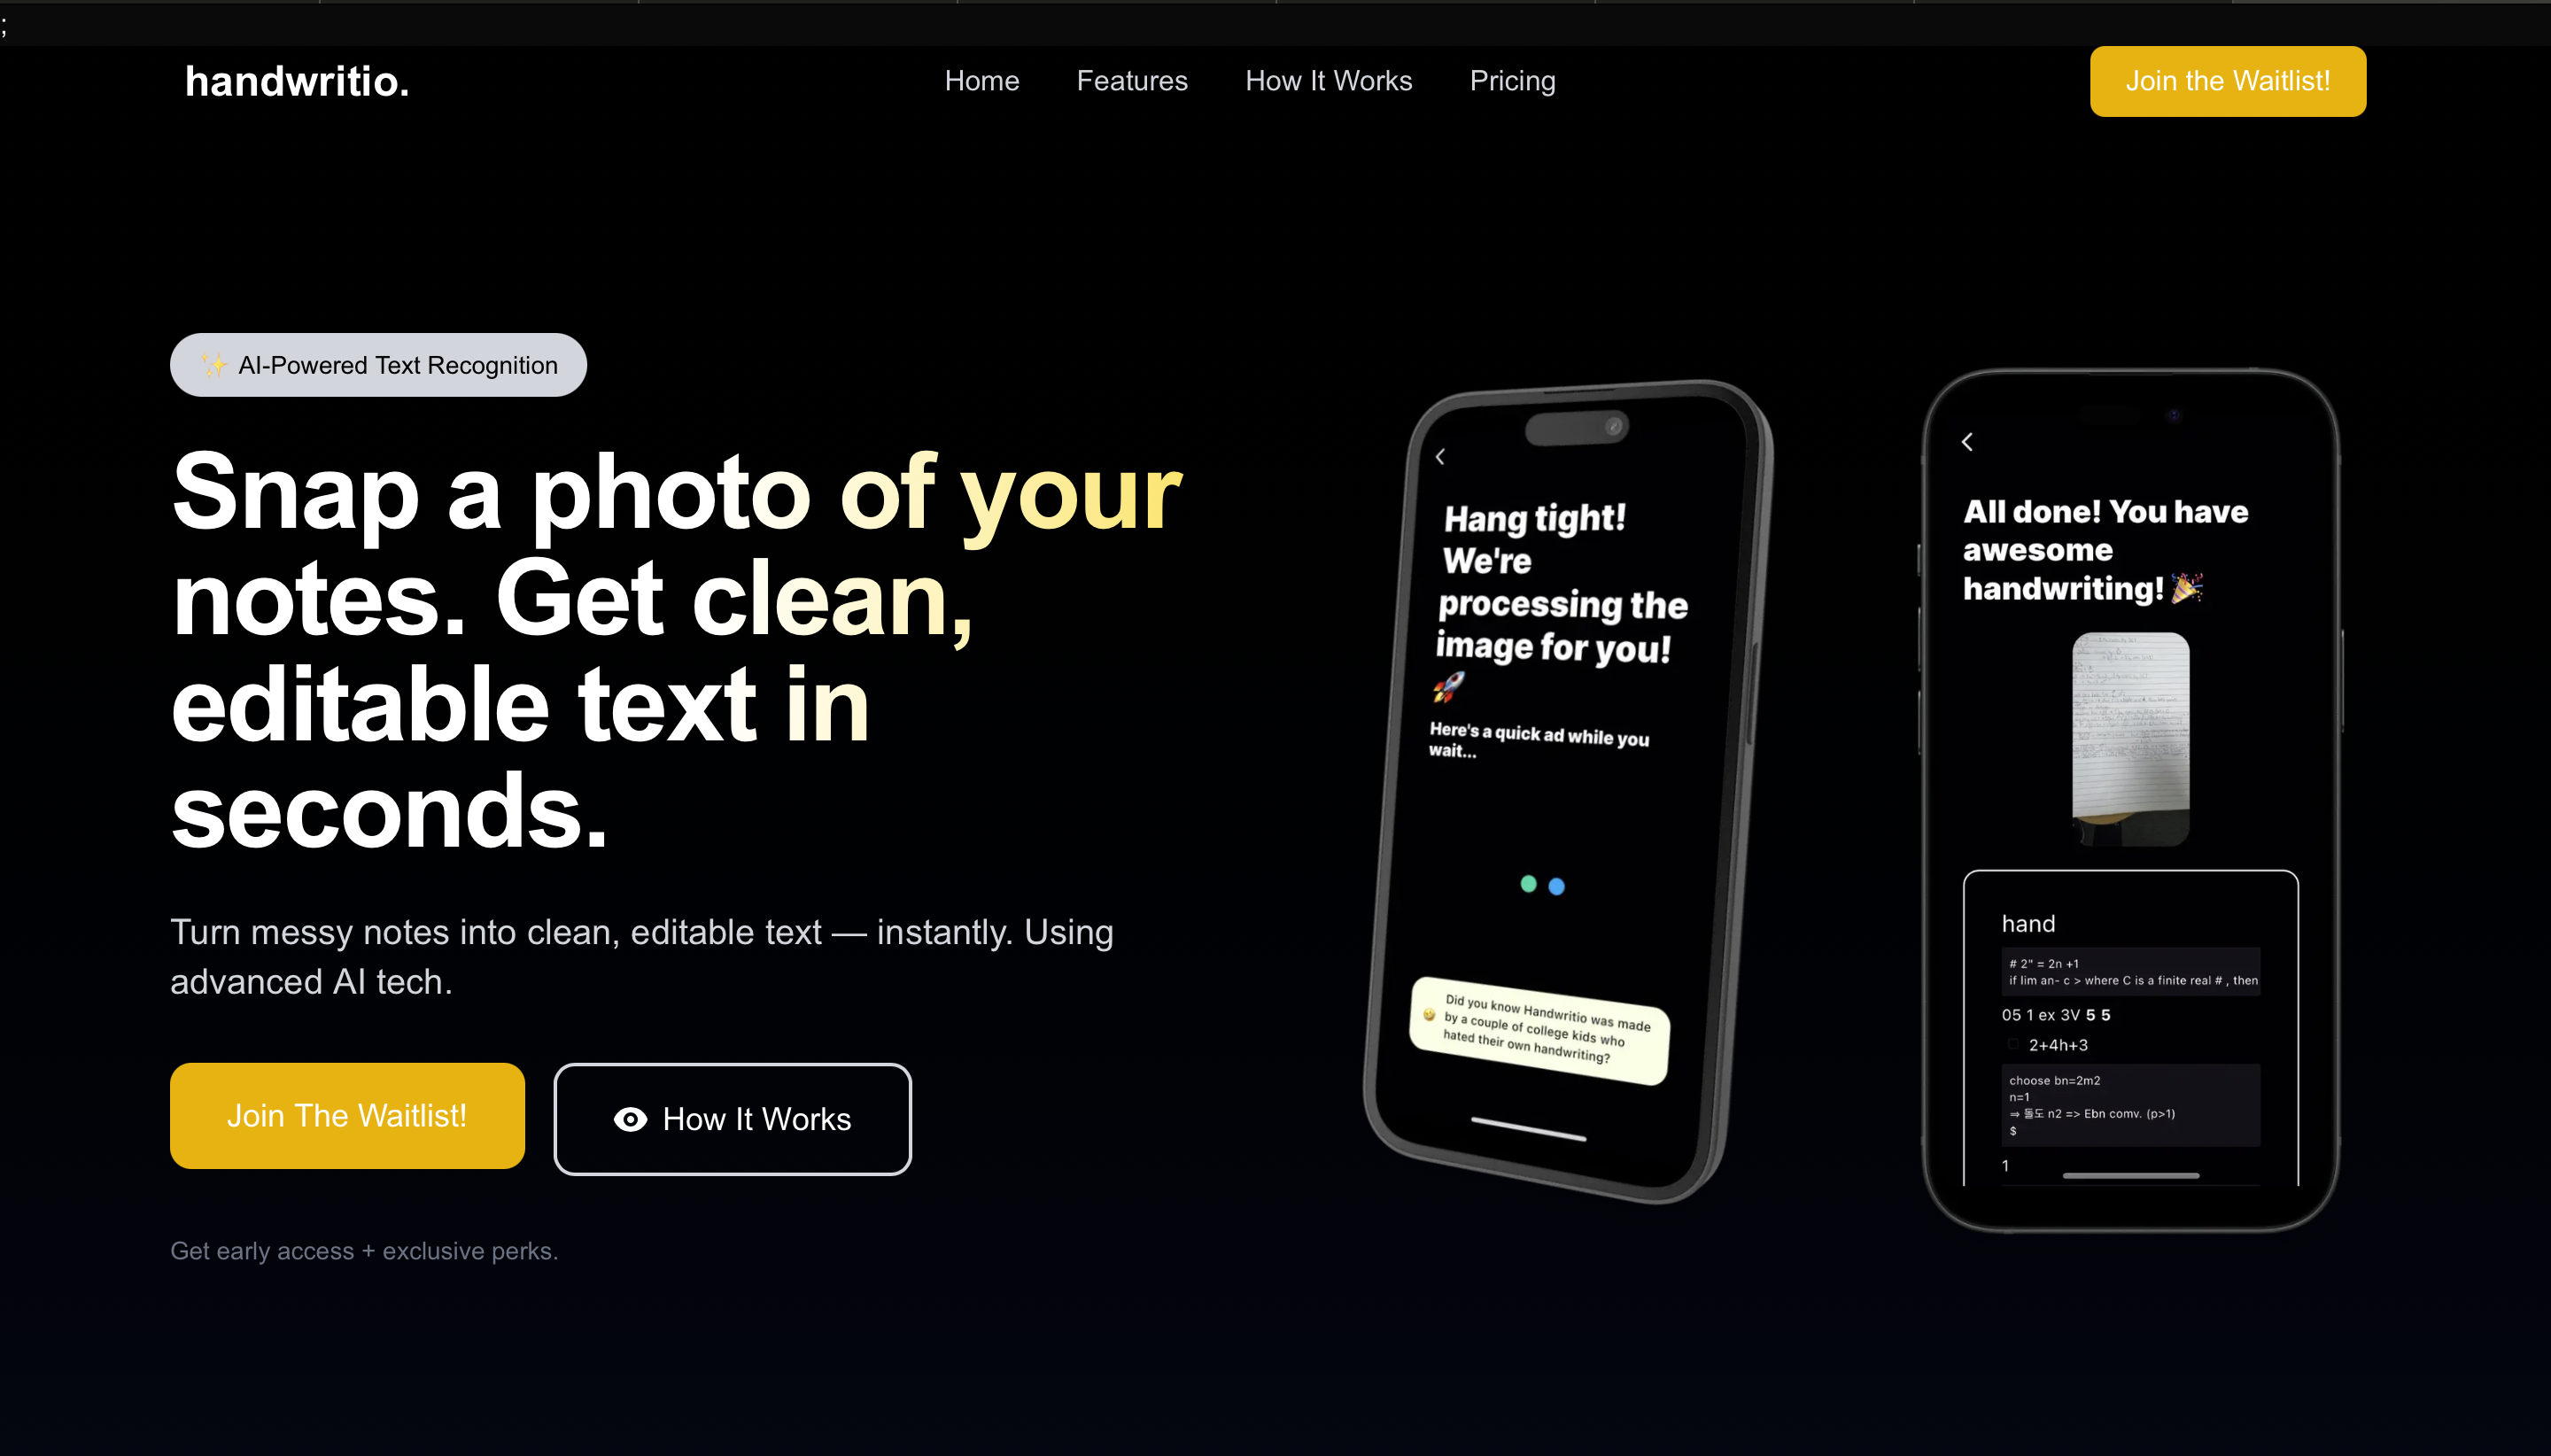 ;
handwritio.
Home Features How It Works Pricing
Join the Waitlist!
✨ AI-Powered Text Recognition
Snap a photo of your
notes. Get clean,
editable text in
seconds.
Turn messy notes into clean, editable text — instantly. Using
advanced AI tech.
Join The Waitlist!
How It Works
Get early access + exclusive perks.
Hang tight!
We're
processing the
image for you!
🚀
Here's a quick ad while you
wait...
Did you know Handwritio was made
by a couple of college kids who
hated their own handwriting?
All done! You have
awesome
handwriting! 🎉
hand
# 2" = 2n +1
if lim an- c > where C is a finite real # , then
05 1 ex 3V 5 5
2+4h+3
choose bn=2m2
n=1
⇒ 돌도 n2 => Ebn comv. (p>1)
$
1